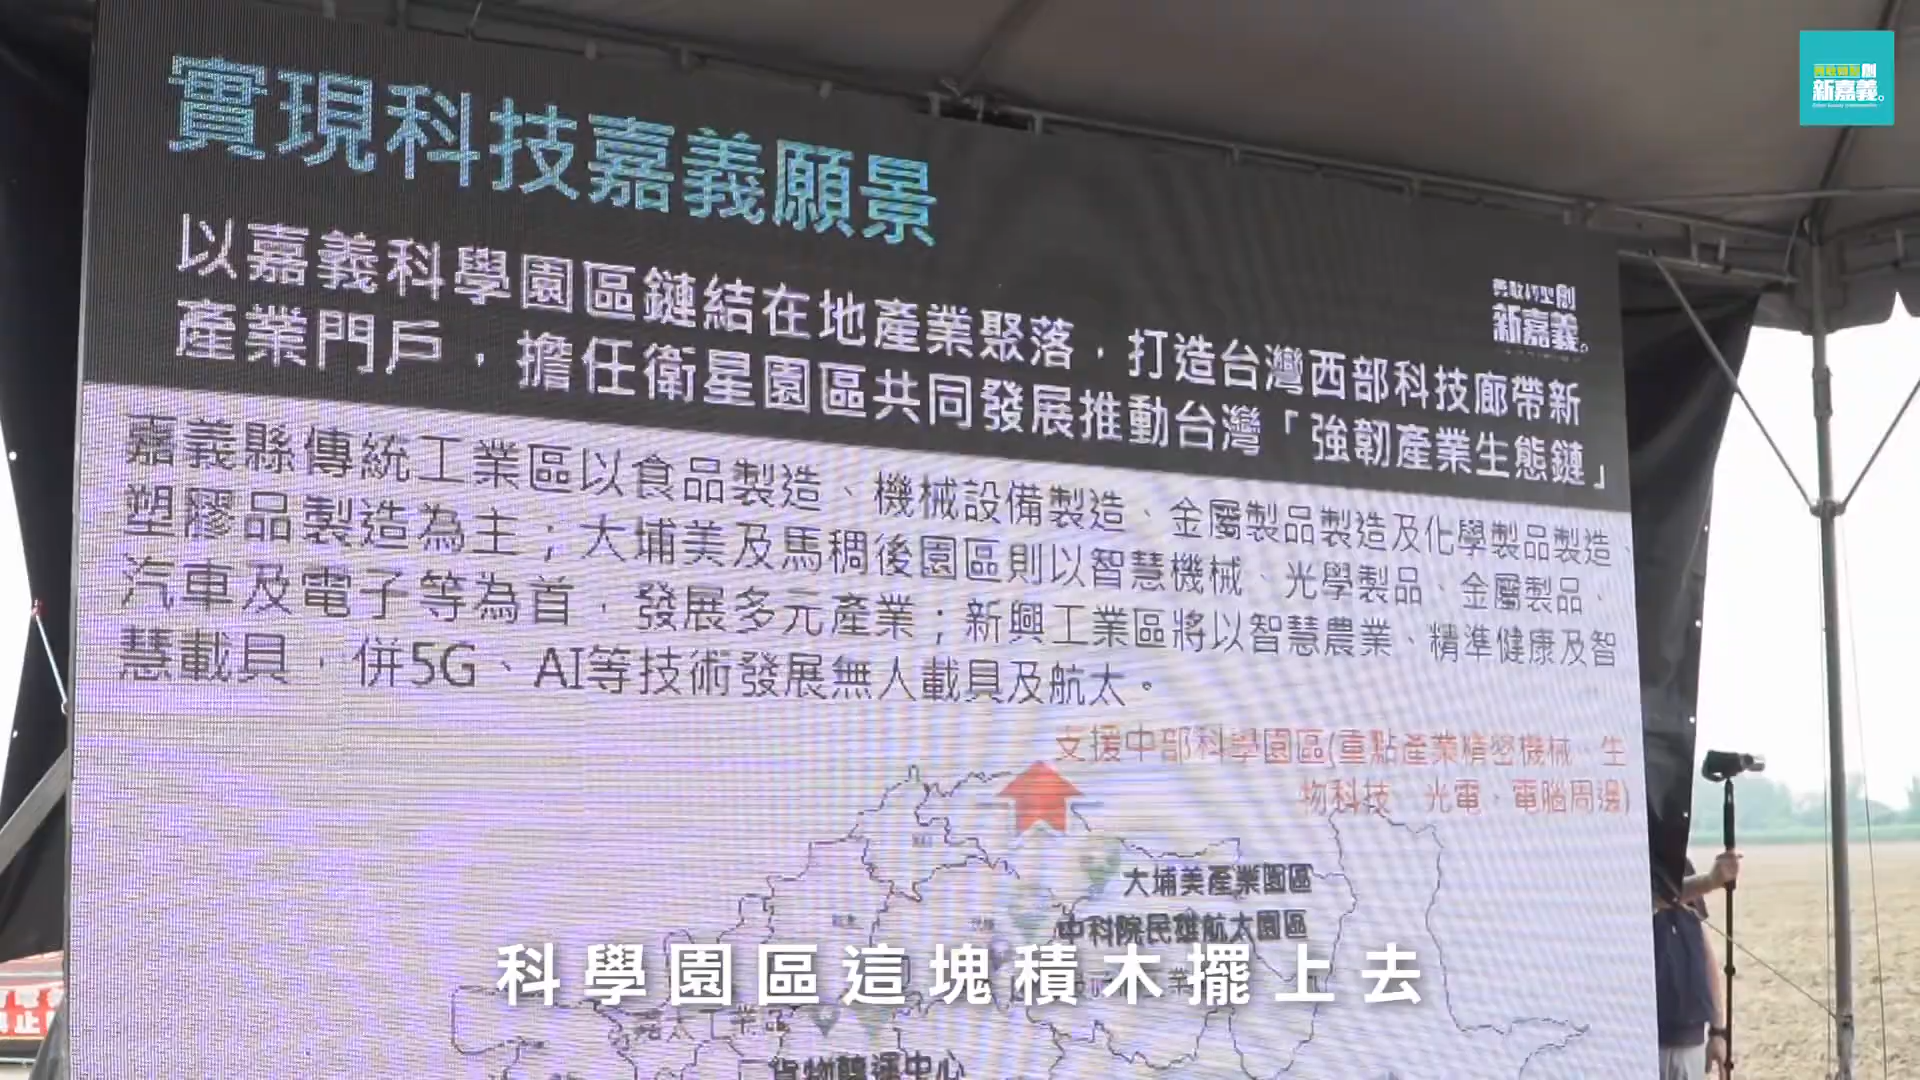 新嘉義。
實現科技嘉義願景
以嘉義科學園區鏈結在地產業聚落，打造台灣西部科技廊帶新
產業門戶，擔任衛星園區共同發展推動台灣「強韌產業生態鏈」
新嘉義。
嘉義縣傳統工業區以食品製造、機械設備製造、金屬製品製造及化學製品製造、
塑膠品製造為主；大埔美及馬稠後園區則以智慧機械、光學製品、金屬製品、
汽車及電子等為首，發展多元產業；新興工業區將以智慧農業、精準健康及智
慧載具，併5G、AI等技術發展無人載具及航太。
支援中部科學園區(重點產業精密機械、生
物科技、光電、電腦周邊)
大埔美產業園區
中科院民雄航太園區
科學園區這塊積木擺上去
嘉太工業區
貨物轉運中心